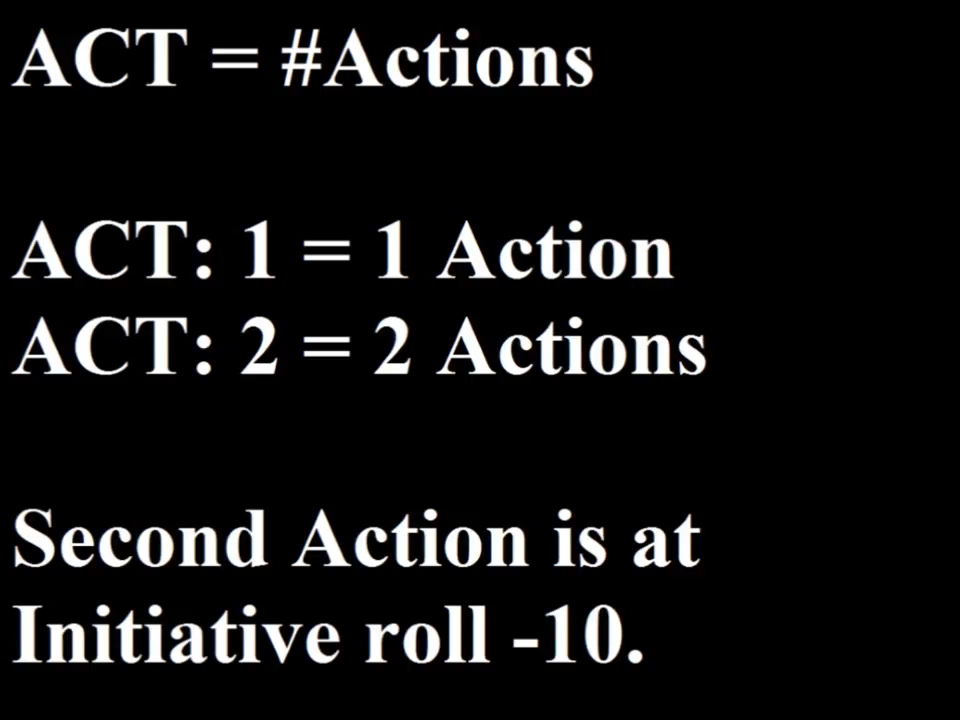 ACT = #Actions
ACT: 1 = 1 Action
ACT: 2 = 2 Actions
Second Action is at
Initiative roll -10.